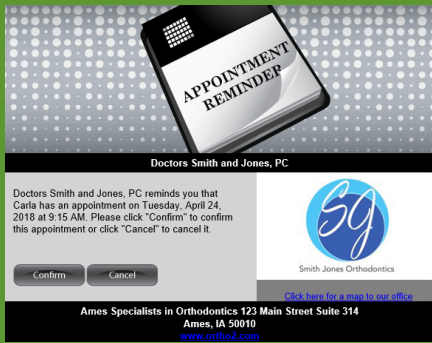 APPOINTMENT
REMINDER
Doctors Smith and Jones, PC
Doctors Smith and Jones, PC reminds you that
Carla has an appointment on Tuesday, April 24,
2018 at 9:15 AM. Please click "Confirm" to confirm
this appointment or click "Cancel" to cancel it.
Confirm
Cancel
SJ
Smith Jones Orthodontics
Click here for a map to our office
Ames Specialists in Orthodontics 123 Main Street Suite 314
Ames, IA 50010
www.ortho2.com